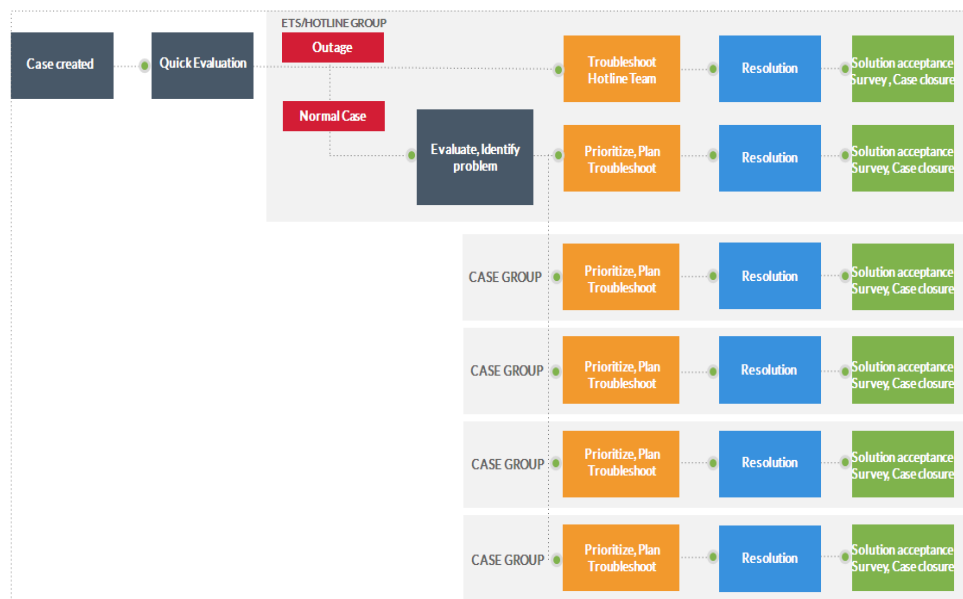 ETS/HOTLINE GROUP
Case created
Quick Evaluation
Outage
Troubleshoot
Hotline Team
Resolution
Solution acceptance
Survey , Case closure
Normal Case
Evaluate, Identify
problem
Prioritize, Plan
Troubleshoot
Resolution
Solution acceptance
Survey, Case closure
CASE GROUP
Prioritize, Plan
Troubleshoot
Resolution
Solution acceptance
Survey, Case closure
CASE GROUP
Prioritize, Plan
Troubleshoot
Resolution
Solution acceptance
Survey, Case closure
CASE GROUP
Prioritize, Plan
Troubleshoot
Resolution
Solution acceptance
Survey, Case closure
CASE GROUP
Prioritize, Plan
Troubleshoot
Resolution
Solution acceptance
Survey, Case closure